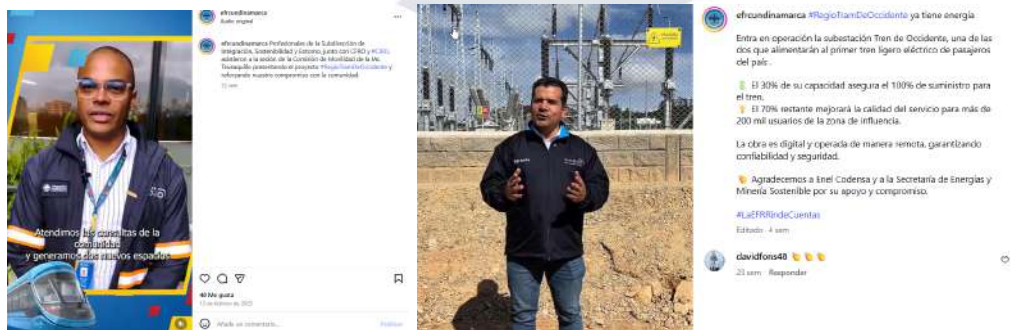 efrcundinamarca
Audio original
efrcundinamarca Profesionales de la Subdirección de
Integración, Sostenibilidad y Entorno, junto con
asistieron a la sesión de la Comisión de Movilidad de la
presentando el proyecto #RegioTramDeOccidente y
reforzando nuestro compromiso con la comunidad.
Atendimos las consultas de la
comunidad
y generamos dos nuevos espacios
40 Me gusta
de febrero de 2025
Añade un comentario...
Publicar
efrcundinamarca #RegioTramDeOccidente ya tiene energía
Entra en operación la subestación Tren de Occidente, una de las
dos que alimentarán al primer tren ligero eléctrico de pasajeros
del país.
El 30% de su capacidad asegura el 100% de suministro para
el tren.
El 70% restante mejorará la calidad del servicio para más de
200 mil usuarios de la zona de influencia.
La obra es digital y operada de manera remota, garantizando
confiabilidad y seguridad.
Agradecemos a Enel Codensa y a la Secretaría de Energías y
Minería Sostenible por su apoyo y compromiso.
#LaEFRRindeCuentas
Editado · 4 sem
davidfons48
23 sem Responder